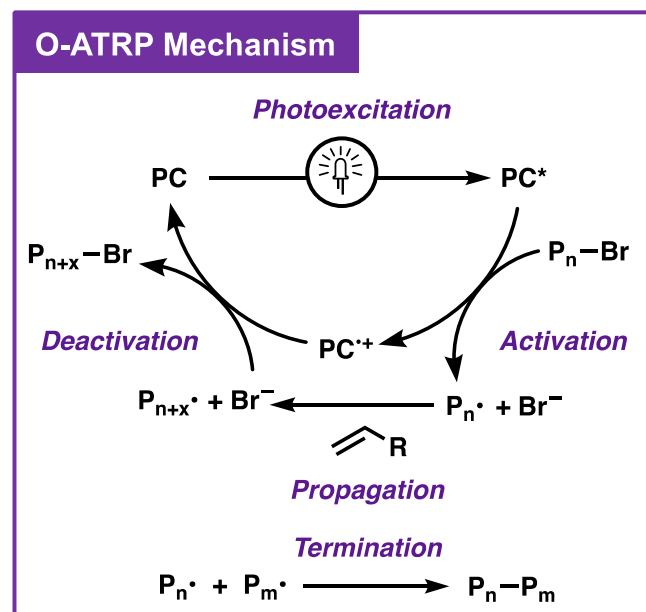 O-ATRP Mechanism
Photoexcitation
PC
PC*
Pₙ₊ₓ–Br
Pₙ–Br
Deactivation
PC•⁺
Activation
Pₙ₊ₓ• + Br⁻
Pₙ• + Br⁻
R
Propagation
Termination
Pₙ• + Pₘ•
Pₙ–Pₘ